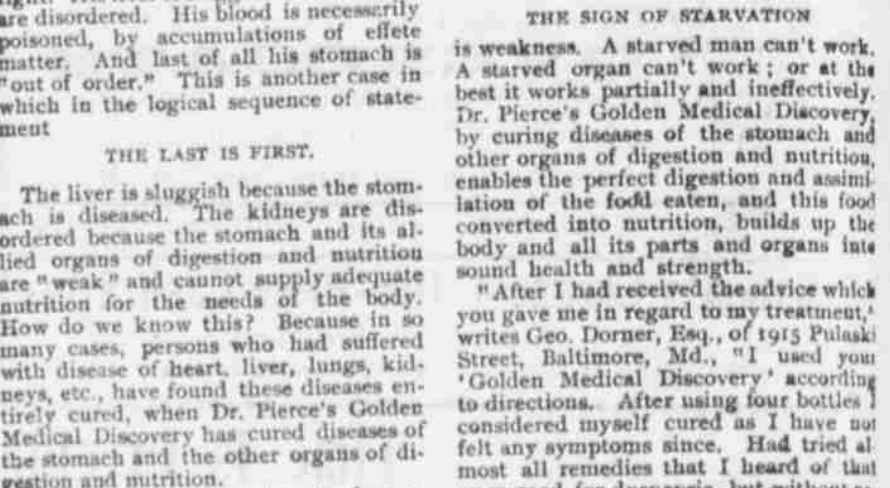 are disordered. His blood is necessarily
poisoned, by accumulations of effete
matter. And last of all his stomach is
"out of order." This is another case in
which in the logical sequence of state-
ment
THE LAST IS FIRST.
The liver is sluggish because the stom-
ach is diseased. The kidneys are dis-
ordered because the stomach and its al-
lied organs of digestion and nutrition
are "weak" and cannot supply adequate
nutrition for the needs of the body.
How do we know this? Because in so
many cases, persons who had suffered
with disease of heart, liver, lungs, kid-
neys, etc., have found these diseases en-
tirely cured, when Dr. Pierce's Golden
Medical Discovery has cured diseases of
the stomach and the other organs of di-
gestion and nutrition.
THE SIGN OF STARVATION
is weakness. A starved man can't work.
A starved organ can't work; or at the
best it works partially and ineffectively.
Dr. Pierce's Golden Medical Discovery,
by curing diseases of the stomach and
other organs of digestion and nutrition,
enables the perfect digestion and assimi
lation of the food eaten, and this food
converted into nutrition, builds up the
body and all its parts and organs into
sound health and strength.
"After I had received the advice which
you gave me in regard to my treatment,'
writes Geo. Dorner, Esq., of 1915 Pulaski
Street, Baltimore, Md., "I used your
'Golden Medical Discovery' according
to directions. After using four bottles I
considered myself cured as I have not
felt any symptoms since. Had tried al
most all remedies that I heard of that
for dyspepsia, but without